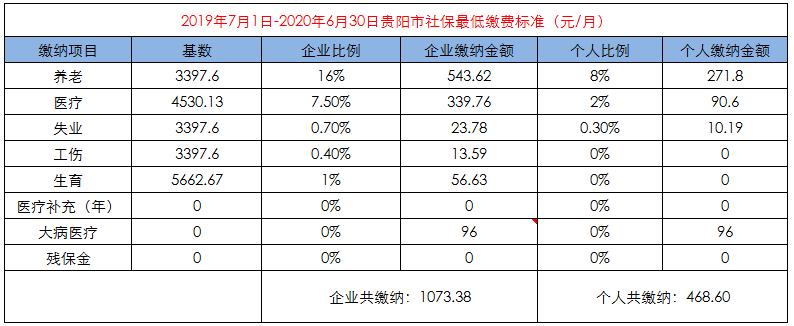 2019年7月1日-2020年6月30日贵阳市社保最低缴费标准（元/月）
缴纳项目 基数 企业比例 企业缴纳金额 个人比例 个人缴纳金额
养老 3397.6 16% 543.62 8% 271.8
医疗 4530.13 7.50% 339.76 2% 90.6
失业 3397.6 0.70% 23.78 0.30% 10.19
工伤 3397.6 0.40% 13.59 0% 0
生育 5662.67 1% 56.63 0% 0
医疗补充（年） 0 0% 0 0% 0
大病医疗 0 0% 96 0% 96
残保金 0 0% 0 0% 0
企业共缴纳：1073.38 个人共缴纳：468.60